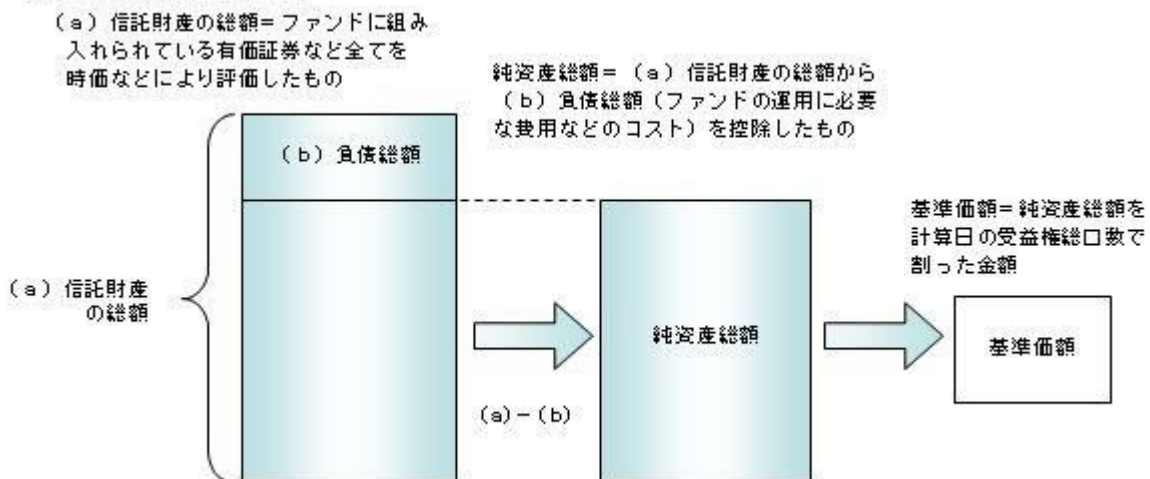 (a)信託財産の総額=ファンドに組み
入れられている有価証券など全てを
時価などにより評価したもの
純資産総額=(a)信託財産の総額から
(b)負債総額(ファンドの運用に必要
な費用などのコスト)を控除したもの
(b)負債総額
基準価額=純資産総額を
計算日の受益権総口数で
割った金額
(a)信託財産
の総額
純資産総額
基準価額
(a)-(b)